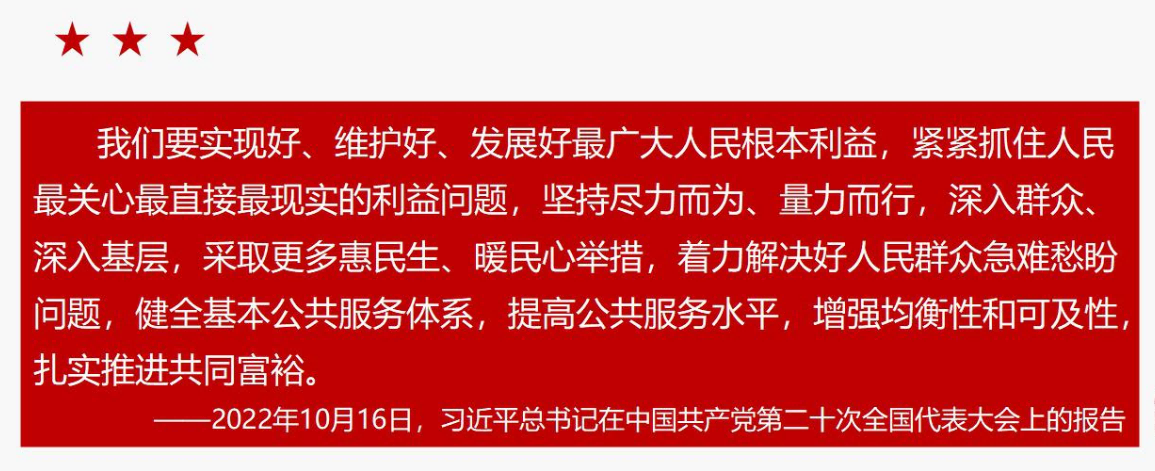 我们要实现好、维护好、发展好最广大人民根本利益，紧紧抓住人民
最关心最直接最现实的利益问题，坚持尽力而为、量力而行，深入群众、
深入基层，采取更多惠民生、暖民心举措，着力解决好人民群众急难愁盼
问题，健全基本公共服务体系，提高公共服务水平，增强均衡性和可及性，
扎实推进共同富裕。
——2022年10月16日，习近平总书记在中国共产党第二十次全国代表大会上的报告